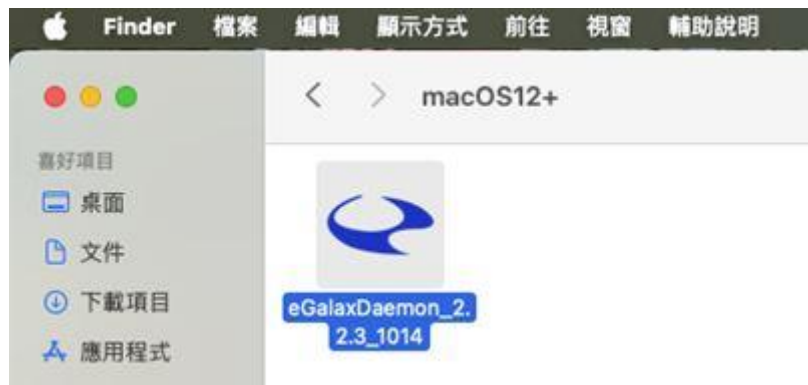 Finder 檔案 編輯 顯示方式 前往 視窗 輔助說明
macOS12+
喜好項目
桌面
文件
下載項目
應用程式
eGalaxDaemon_2.
2.3_1014